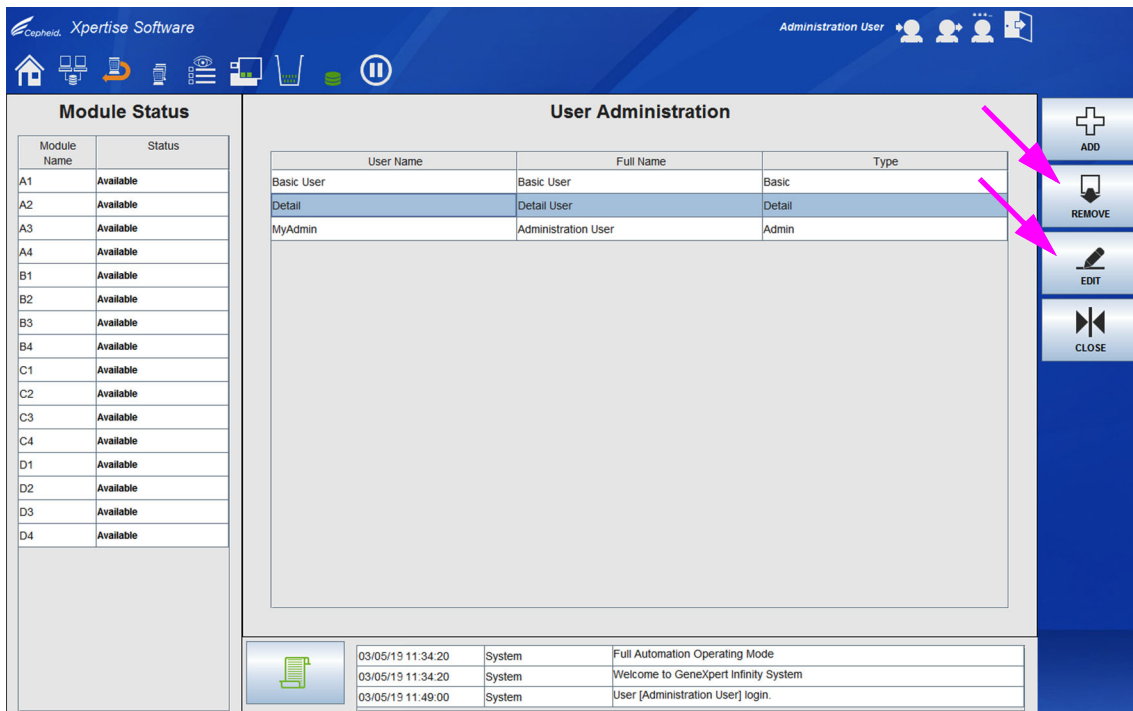 Cepheid. Xpertise Software
Administration User
Module Status
Module Name Status
A1 Available
A2 Available
A3 Available
A4 Available
B1 Available
B2 Available
B3 Available
B4 Available
C1 Available
C2 Available
C3 Available
C4 Available
D1 Available
D2 Available
D3 Available
D4 Available
User Administration
User Name Full Name Type
Basic User Basic User Basic
Detail Detail User Detail
MyAdmin Administration User Admin
03/05/19 11:34:20 System Full Automation Operating Mode
03/05/19 11:34:20 System Welcome to GeneXpert Infinity System
03/05/19 11:49:00 System User [Administration User] login.
ADD
REMOVE
EDIT
CLOSE